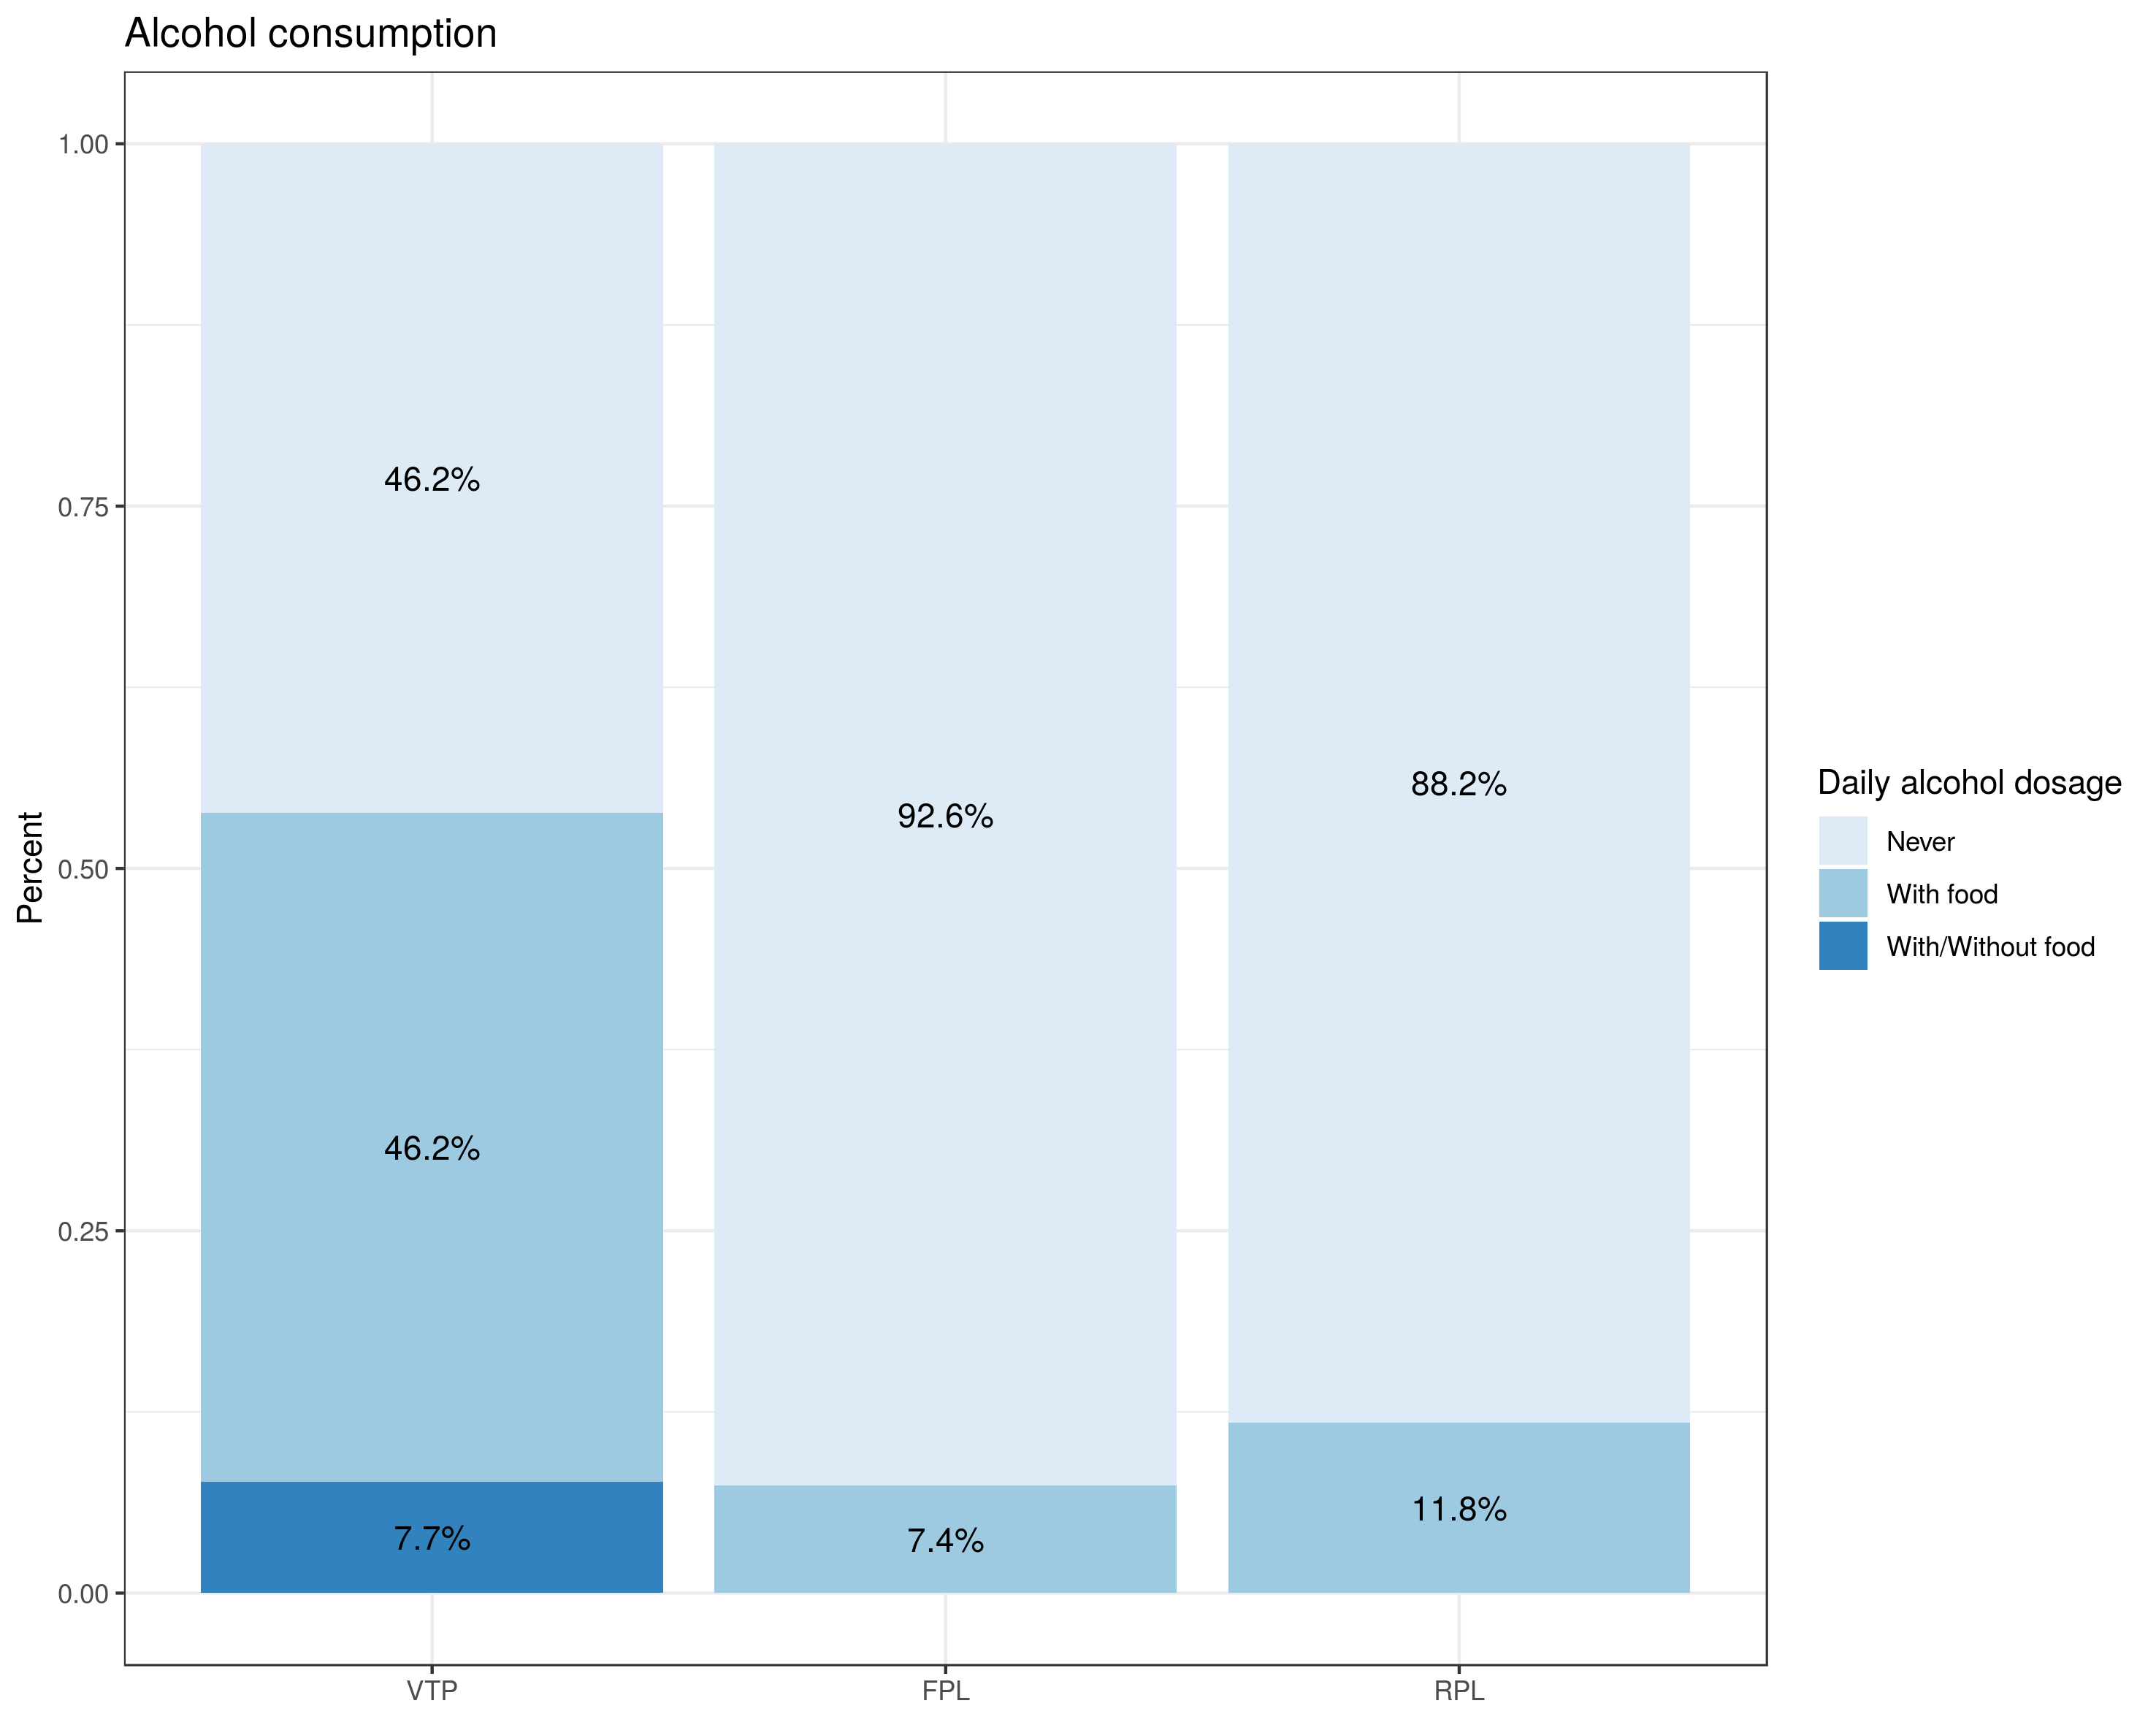 Alcohol consumption
Percent
1.00
0.75
0.50
0.25
0.00
46.2%
46.2%
7.7%
92.6%
7.4%
88.2%
11.8%
VTP
FPL
RPL
Daily alcohol dosage
Never
With food
With/Without food